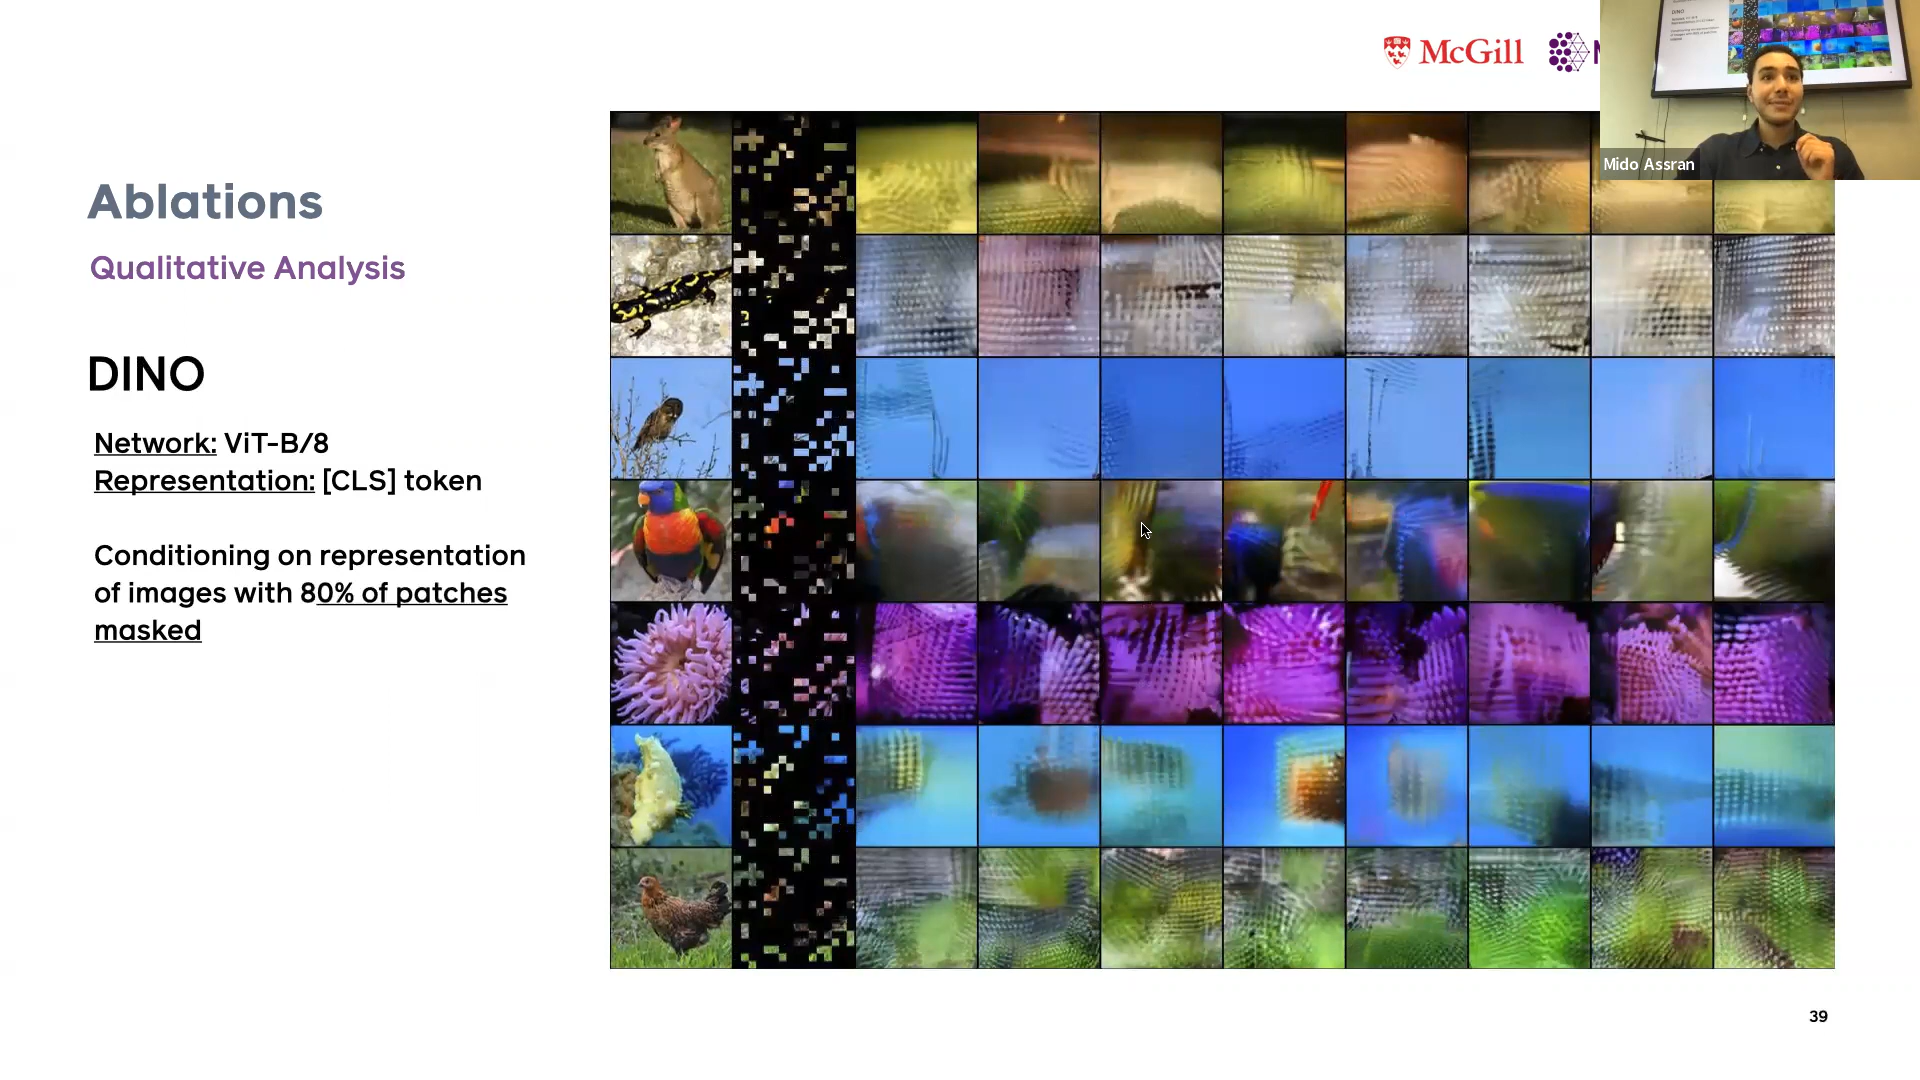 McGill
Mido Assran
Ablations
Qualitative Analysis
DINO
Network: ViT-B/8
Representation: [CLS] token
Conditioning on representation
of images with 80% of patches
masked
39